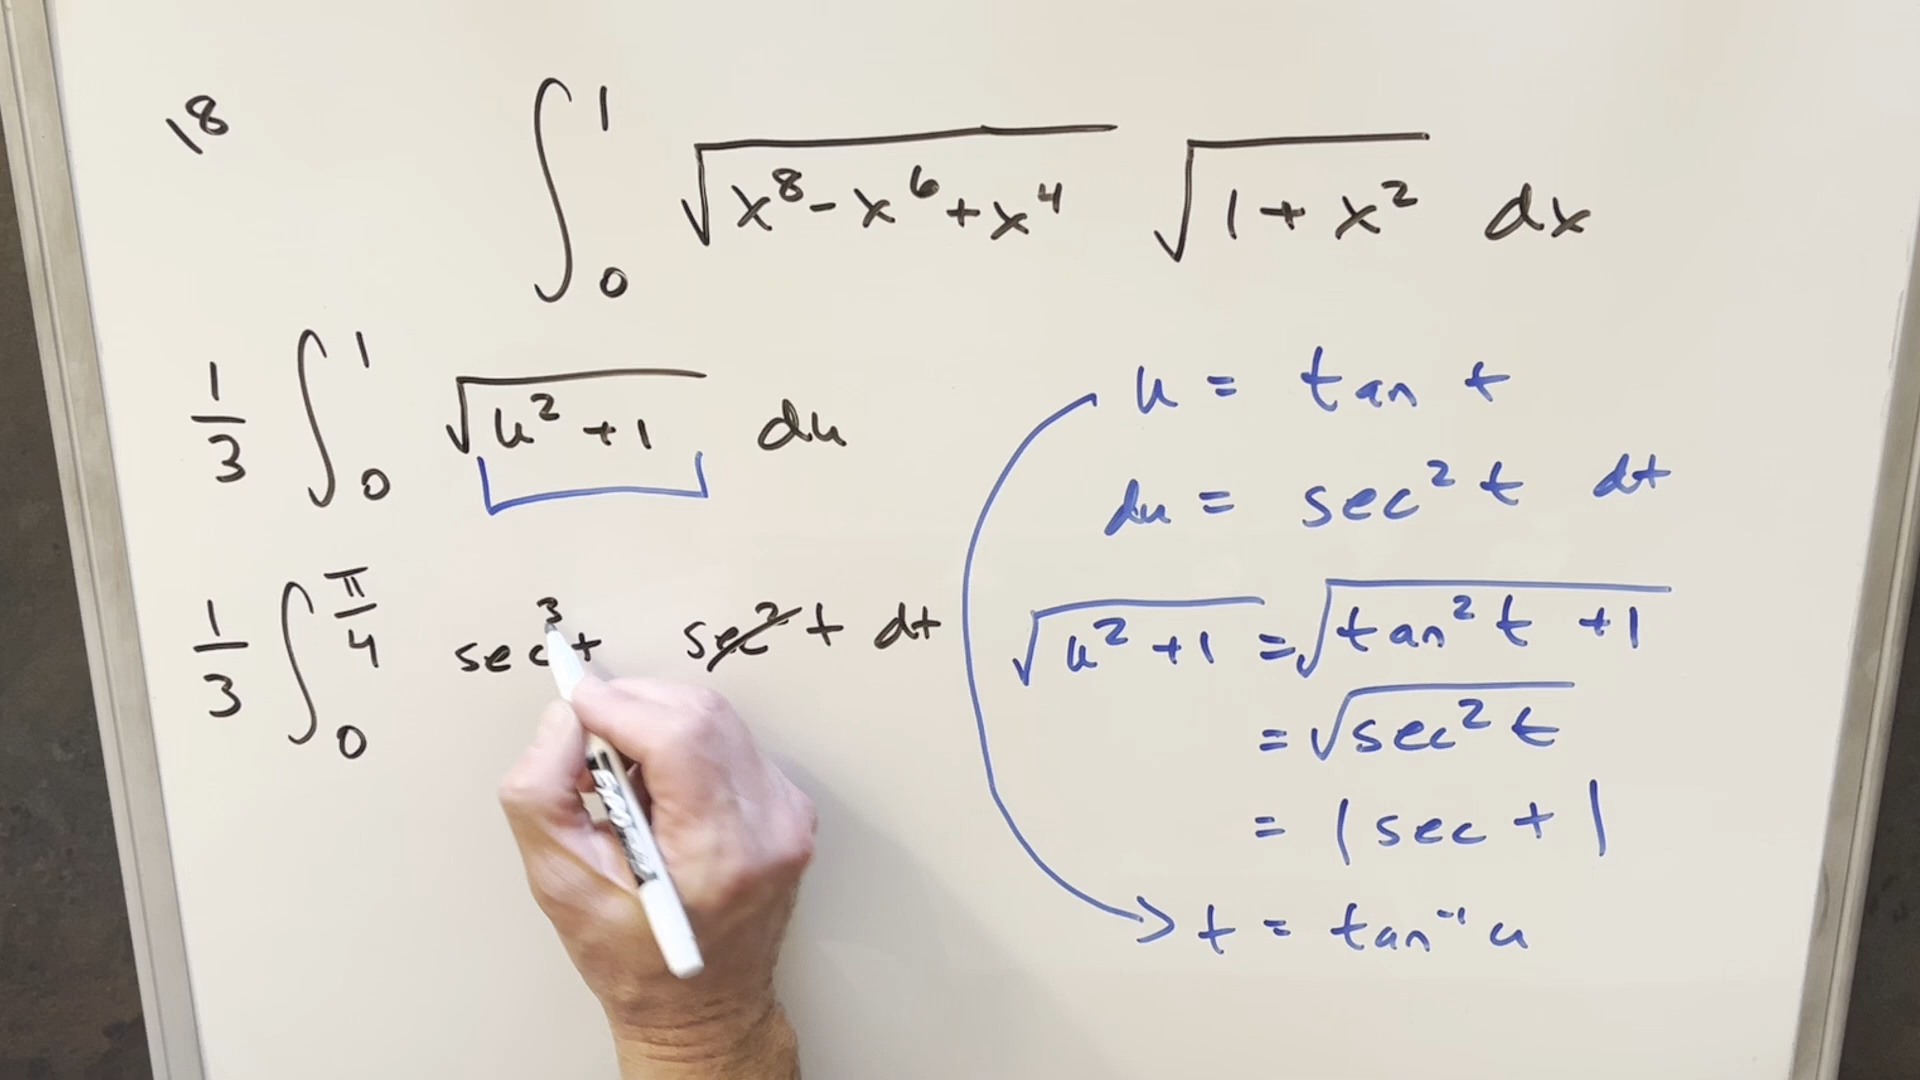 18 ∫₀¹ √(x⁸ - x⁶ + x⁴) √(1 + x²) dx
1/3 ∫₀¹ √(u² + 1) du
1/3 ∫₀^(π/4) sec³ t sec² t dt
u = tan t
du = sec² t dt
√(u² + 1) = √(tan² t + 1)
= √(sec² t)
= |sec t|
t = tan⁻¹ u
EXPO